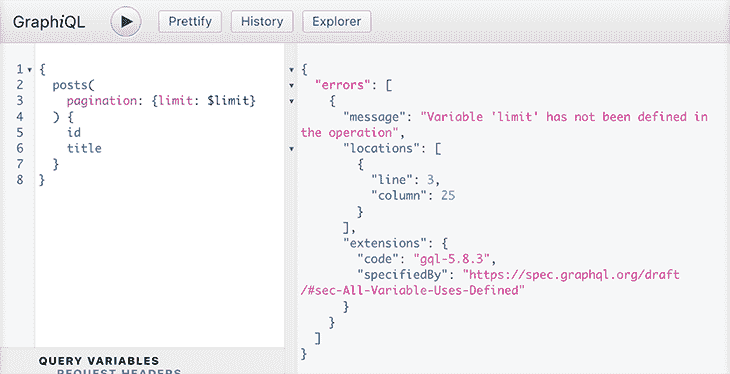 GraphiQL
Prettify
History
Explorer
1 {
2 posts(
3 pagination: {limit: $limit}
4 ) {
5 id
6 title
7 }
8 }
{
"errors": [
{
"message": "Variable 'limit' has not been defined in
the operation",
"locations": [
{
"line": 3,
"column": 25
}
],
"extensions": {
"code": "gql-5.8.3",
"specifiedBy": "https://spec.graphql.org/draft
/#sec-All-Variable-Uses-Defined"
}
}
]
}
QUERY VARIABLES
REQUEST HEADERS